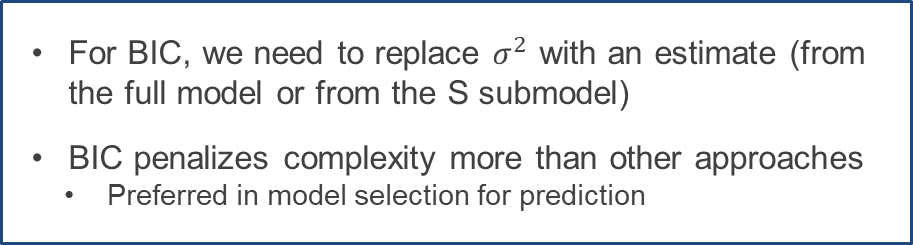 • For BIC, we need to replace 𝜎² with an estimate (from
the full model or from the S submodel)
• BIC penalizes complexity more than other approaches
• Preferred in model selection for prediction